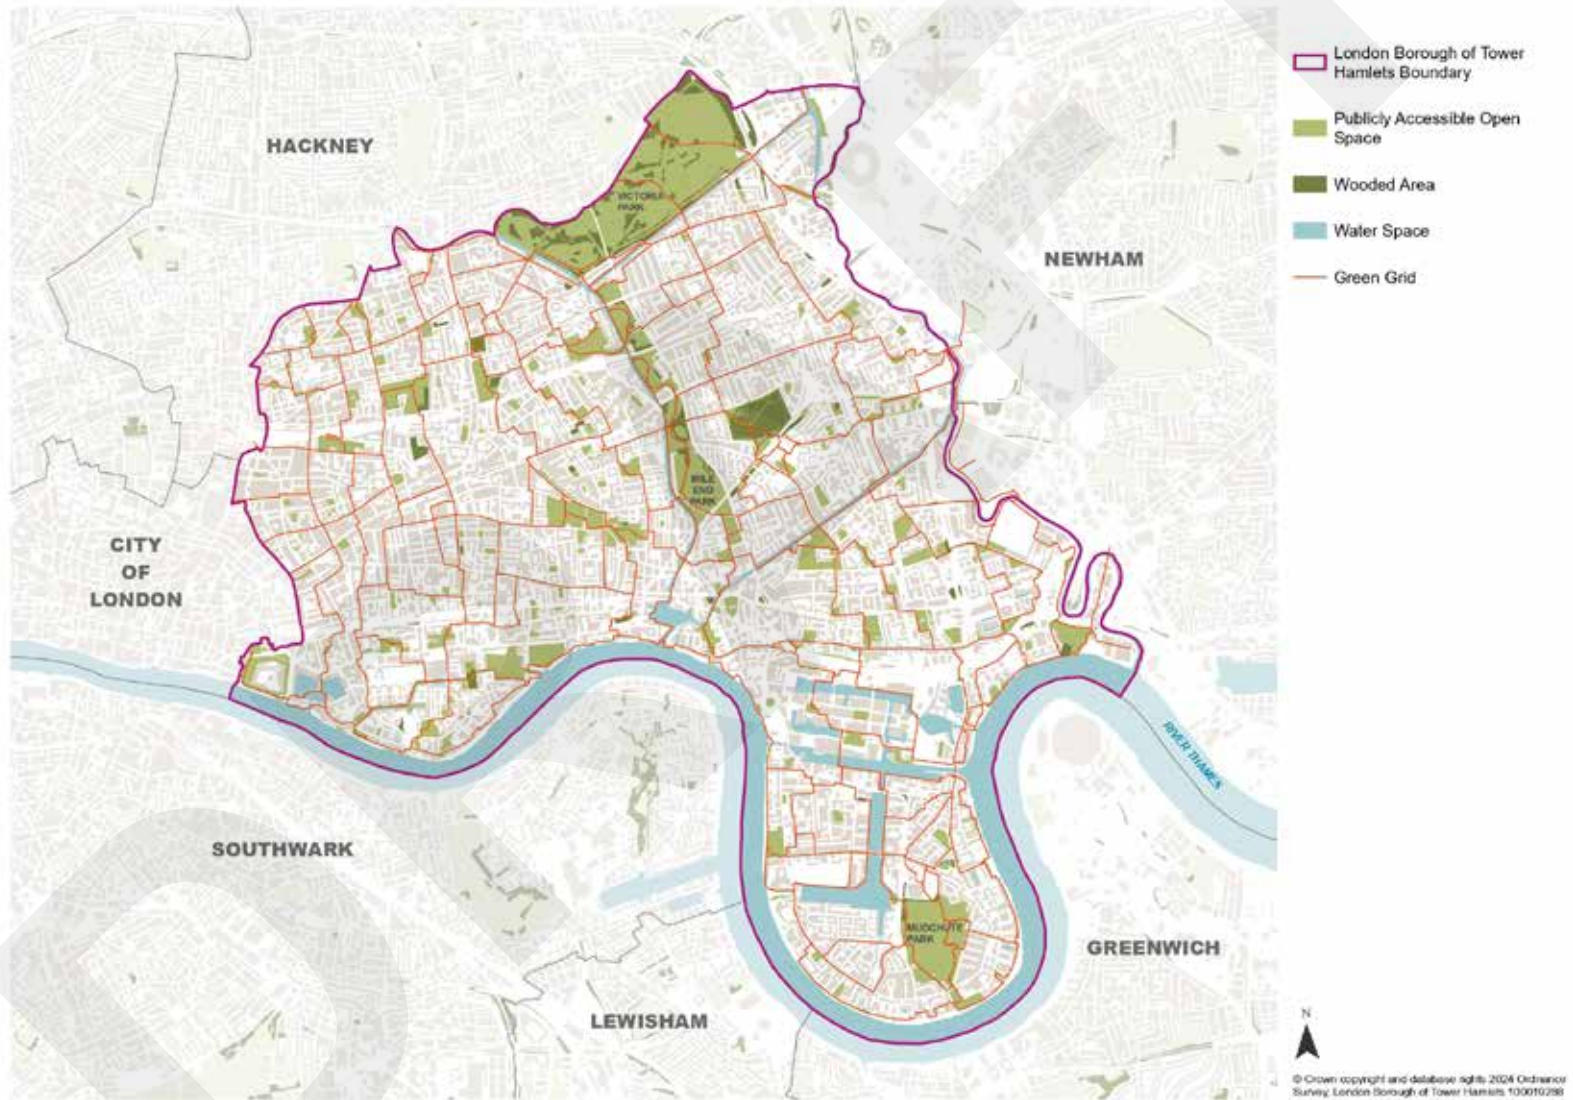 HACKNEY
VICTORIA
PARK
NEWHAM
CITY
OF
LONDON
MILE
END
PARK
RIVER THAMES
SOUTHWARK
MUDCHUTE
PARK
GREENWICH
LEWISHAM
London Borough of Tower
Hamlets Boundary
Publicly Accessible Open
Space
Wooded Area
Water Space
Green Grid
N
© Crown copyright and database rights 2024 Ordnance
Survey, London Borough of Tower Hamlets 100019288